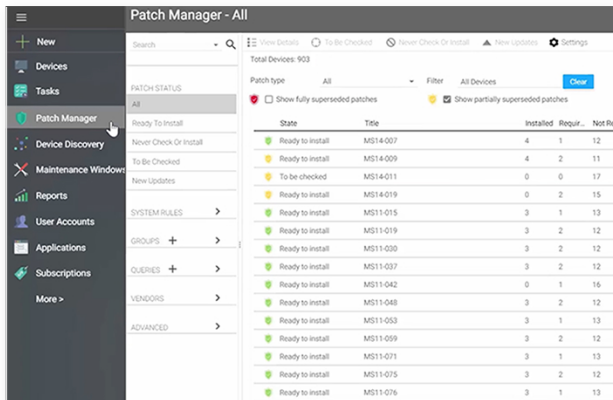 Patch Manager - All
New
Devices
Tasks
Patch Manager
Device Discovery
Maintenance Windows
Reports
User Accounts
Applications
Subscriptions
More >
Search
PATCH STATUS
All
Ready To Install
Never Check Or Install
To Be Checked
New Updates
SYSTEM RULES
GROUPS +
QUERIES +
VENDORS
ADVANCED
View Details To Be Checked Never Check Or Install New updates Settings
Total Devices: 903
Patch type All Filter All Devices Clear
Show fully superseded patches Show partially superseded patches
State Title Installed Requir... Not Re
Ready to install MS14-007 4 1 12
Ready to install MS14-009 4 2 11
To be checked MS14-011 0 0 17
Ready to install MS14-019 0 2 15
Ready to install MS11-015 3 1 13
Ready to install MS11-019 3 2 12
Ready to install MS11-030 3 2 12
Ready to install MS11-037 3 2 12
Ready to install MS11-042 0 1 16
Ready to install MS11-048 3 2 12
Ready to install MS11-053 3 1 13
Ready to install MS11-059 3 2 12
Ready to install MS11-071 3 1 13
Ready to install MS11-075 3 2 12
Ready to install MS11-076 3 1 13